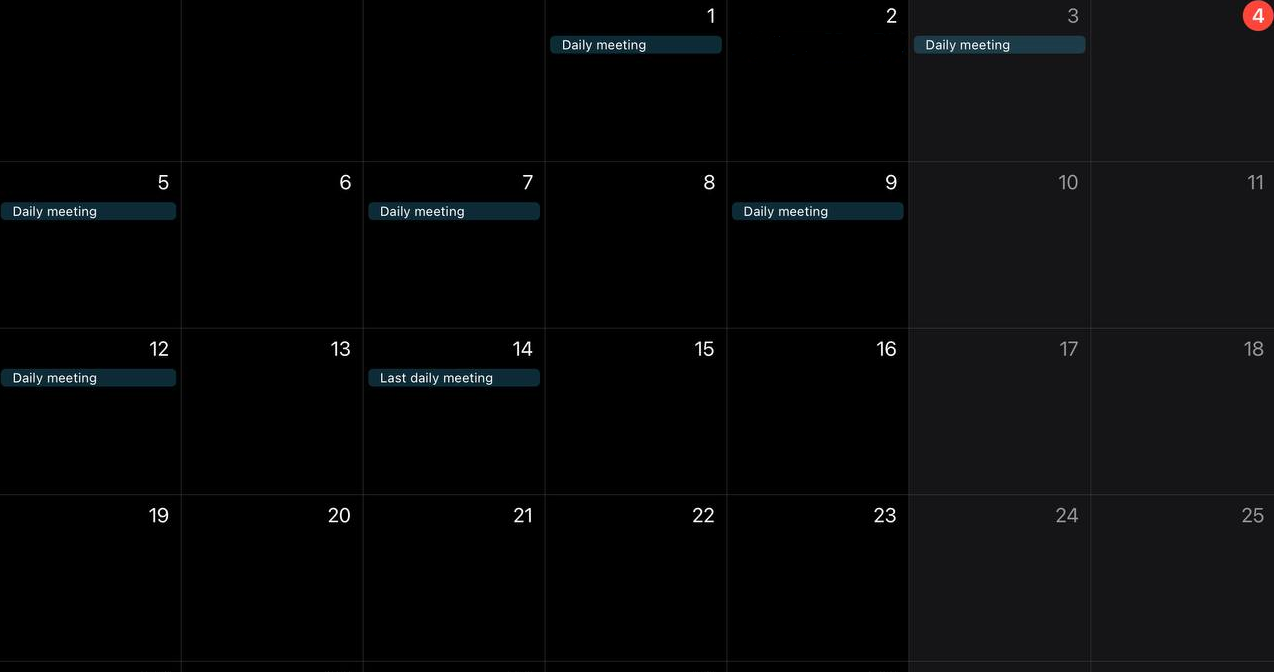 1 2 3 4
Daily meeting Daily meeting
5 6 7 8 9 10 11
Daily meeting Daily meeting Daily meeting
12 13 14 15 16 17 18
Daily meeting Last daily meeting
19 20 21 22 23 24 25